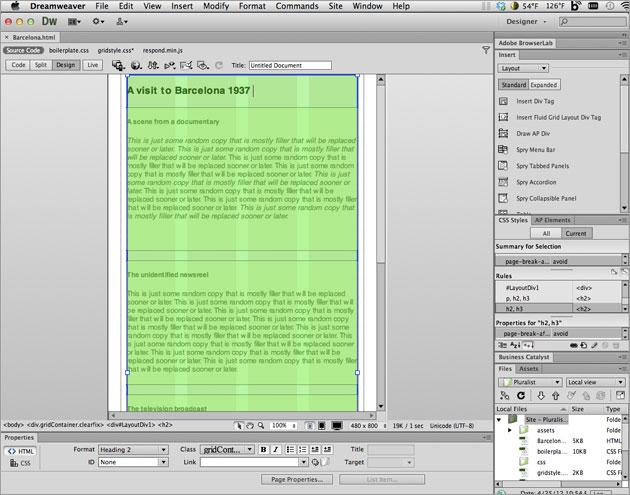 Dreamweaver File Edit View Insert Modify Format Commands Site Window Help 54°F 126°F
Dw Designer
Barcelona.html
Source Code boilerplate.css gridstyle.css* respond.min.js
Code Split Design Live Title: Untitled Document
A visit to Barcelona 1937
A scene from a documentary
This is just some random copy that is mostly filler that will be replaced
sooner or later. This is just some random copy that is mostly filler that
will be replaced sooner or later. This is just some random copy that is
mostly filler that will be replaced sooner or later. This is just some
random copy that is mostly filler that will be replaced sooner or later. This is just
some random copy that is mostly filler that will be replaced sooner or
later. This is just some random copy that is mostly filler that will be
replaced sooner or later. This is just some random copy that is mostly filler
that will be replaced sooner or later. This is just some random copy that
is mostly filler that will be replaced sooner or later.
The unidentified newsreel
This is just some random copy that is mostly filler that will be replaced
sooner or later. This is just some random copy that is mostly filler that
will be replaced sooner or later. This is just some random copy that is
mostly filler that will be replaced sooner or later. This is just some
random copy that is mostly filler that will be replaced sooner or later.
This is just some random copy that is mostly filler that will be replaced
sooner or later. This is just some random copy that is mostly filler that
will be replaced sooner or later. This is just some random copy that is
mostly filler that will be replaced sooner or later.
The television broadcast
<body> <div.gridContainer.clearfix> <div#LayoutDiv1> <h2> 100% 480 x 800 19K / 1 sec Unicode (UTF-8)
Properties
HTML Format Heading 2 Class gridCont... B I Title
CSS ID None Link Target
Page Properties... List Item...
Adobe BrowserLab
Insert
Layout
Standard Expanded
Insert Div Tag
Insert Fluid Grid Layout Div Tag
Draw AP Div
Spry Menu Bar
Spry Tabbed Panels
Spry Accordion
Spry Collapsible Panel
CSS Styles AP Elements
All Current
Summary for Selection
page-break-a... avoid
Rules
#LayoutDiv1 <div>
p, h2, h3 <h2>
h2, h3 <h2>
Properties for "h2, h3"
page-break-af... avoid
Business Catalyst
Files Assets
Pluralist Local view
Local Files Size Type
Site - Pluralis... Folde
assets Folde
Barcelon... 5KB HTML
boilerpla... 10KB CSS
css Folde
gridstyle... 2KB CSS